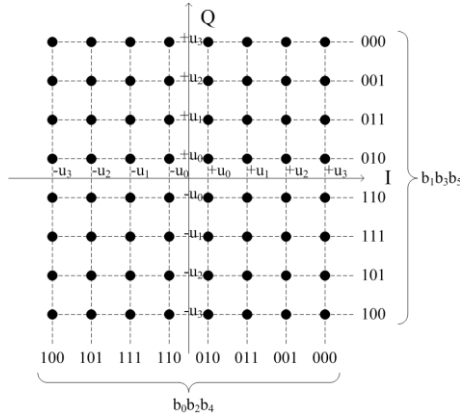 Q
+u₃ 000
+u₂ 001
+u₁ 011
+u₀ 010
-u₃ -u₂ -u₁ -u₀ +u₀ +u₁ +u₂ +u₃ I b₁b₃b₅
-u₀ 110
-u₁ 111
-u₂ 101
-u₃ 100
100 101 111 110 010 011 001 000
b₀b₂b₄